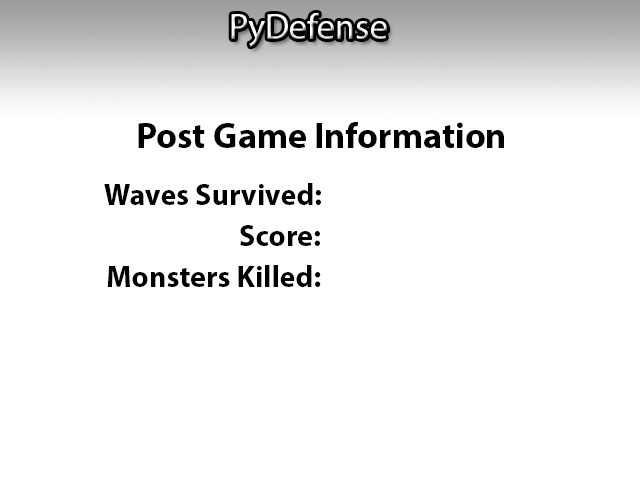 PyDefense
Post Game Information
Waves Survived:
Score:
Monsters Killed: